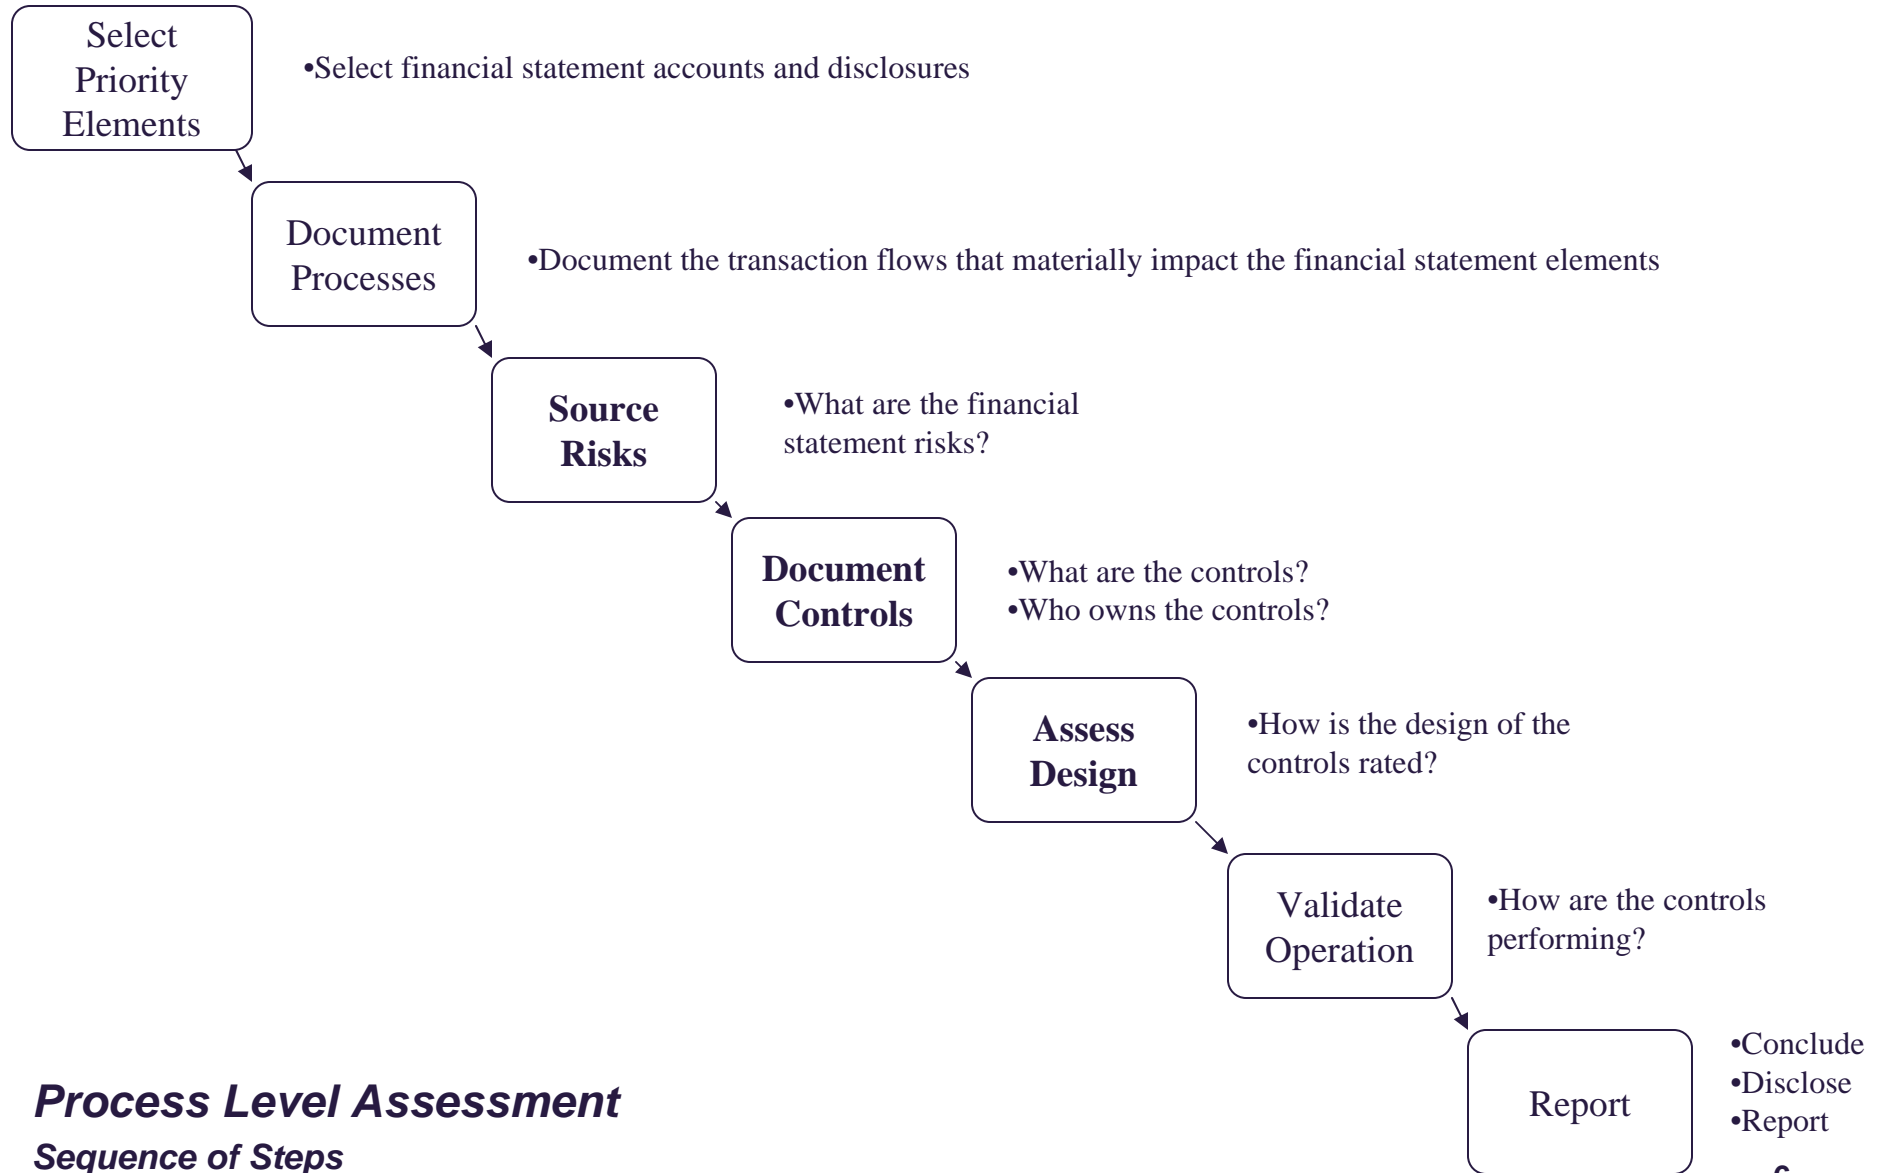 Select
Priority
Elements
•Select financial statement accounts and disclosures
Document
Processes
•Document the transaction flows that materially impact the financial statement elements
Source
Risks
•What are the financial
statement risks?
Document
Controls
•What are the controls?
•Who owns the controls?
Assess
Design
•How is the design of the
controls rated?
Validate
Operation
•How are the controls
performing?
Report
•Conclude
•Disclose
•Report
Process Level Assessment
Sequence of Steps